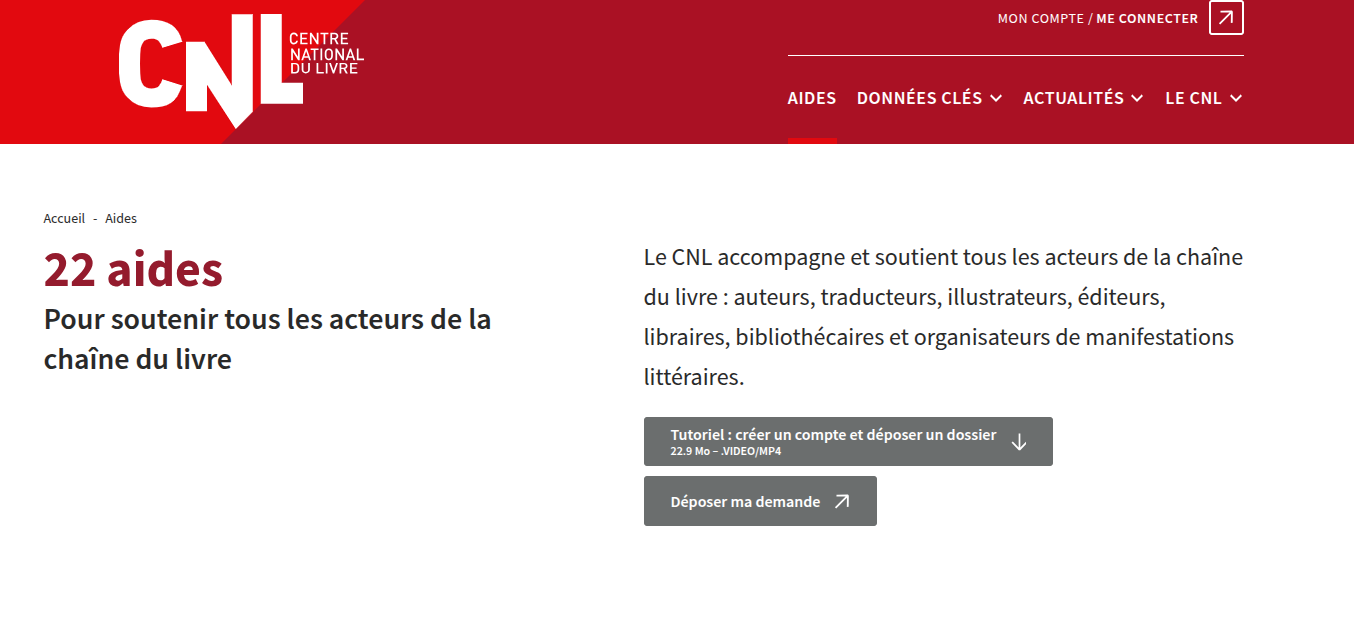 CNL
CENTRE
NATIONAL
DU LIVRE
MON COMPTE / ME CONNECTER
AIDES DONNÉES CLÉS ACTUALITÉS LE CNL
Accueil - Aides
22 aides
Pour soutenir tous les acteurs de la
chaîne du livre
Le CNL accompagne et soutient tous les acteurs de la chaîne
du livre : auteurs, traducteurs, illustrateurs, éditeurs,
libraires, bibliothécaires et organisateurs de manifestations
littéraires.
Tutoriel : créer un compte et déposer un dossier
22.9 Mo – .VIDEO/MP4
Déposer ma demande